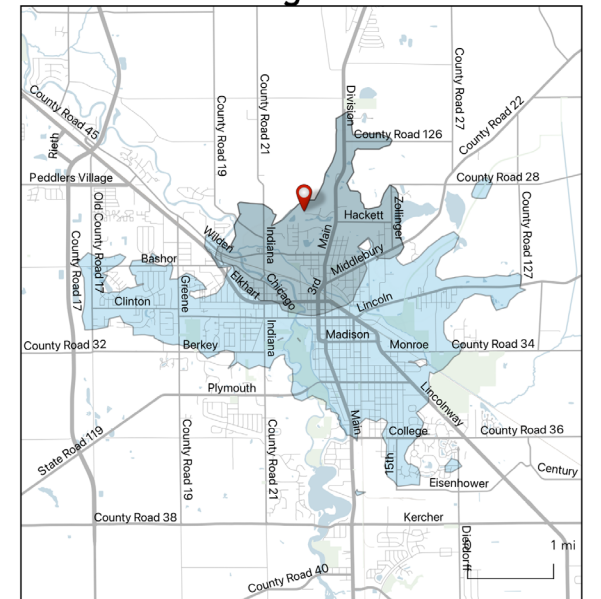 County Road 45
Rieth
Peddlers Village
County Road 19
County Road 21
Division
County Road 126
County Road 27
County Road 22
County Road 28
Old County Road 17
County Road 17
Wilden
Indiana
Main
Hackett
Zollinger
Middlebury
County Road 127
Bashor
Clinton
Greene
Elkhart
Chicago
3rd
Lincoln
County Road 32
Berkey
Indiana
Madison
Monroe
County Road 34
Plymouth
Lincolnway
Main
State Road 119
County Road 19
County Road 21
College
15th
County Road 36
Century
Eisenhower
County Road 38
Kercher
Dierdorff
1 mi
County Road 40